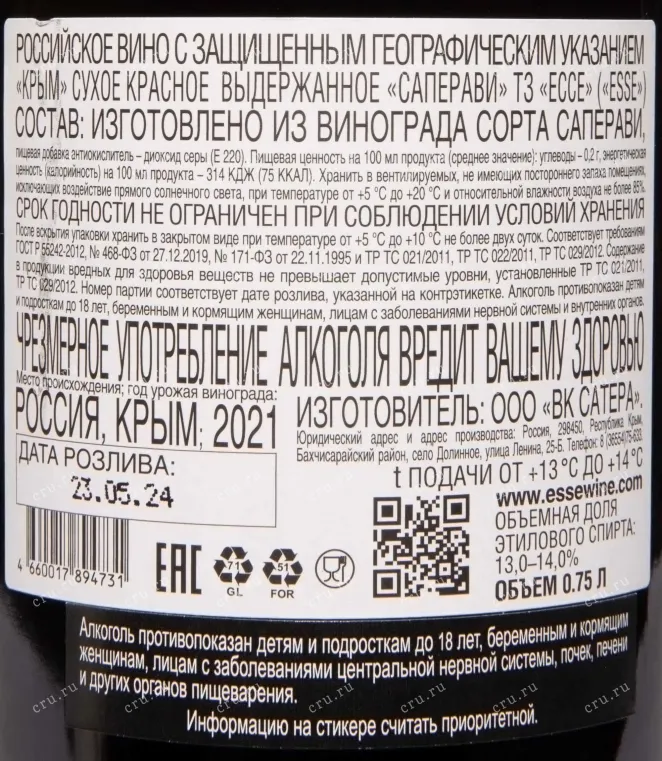 РОССИЙСКОЕ ВИНО С ЗАЩИЩЕННЫМ ГЕОГРАФИЧЕСКИМ УКАЗАНИЕМ
«КРЫМ» СУХОЕ КРАСНОЕ ВЫДЕРЖАННОЕ «САПЕРАВИ» ТЗ «ЕССЕ» («ESSE»)
СОСТАВ: ИЗГОТОВЛЕНО ИЗ ВИНОГРАДА СОРТА САПЕРАВИ,
пищевая добавка антиокислитель – диоксид серы (Е 220). Пищевая ценность на 100 мл продукта (среднее значение): углеводы – 0,2 г, энергетическая
ценность (калорийность) на 100 мл продукта – 314 КДЖ (75 ККАЛ). Хранить в вентилируемых, не имеющих постороннего запаха помещениях,
исключающих воздействие прямого солнечного света, при температуре от +5 °С до +20 °С и относительной влажности воздуха не более 85%.
СРОК ГОДНОСТИ НЕ ОГРАНИЧЕН ПРИ СОБЛЮДЕНИИ УСЛОВИЙ ХРАНЕНИЯ
После вскрытия упаковки хранить в закрытом виде при температуре от +5 °С до +10 °С не более двух суток. Соответствует требованиям
ГОСТ Р 55242-2012, № 468-ФЗ от 27.12.2019, № 171-ФЗ от 22.11.1995 и ТР ТС 021/2011, ТР ТС 022/2011, ТР ТС 029/2012. Содержание
в продукции вредных для здоровья веществ не превышает допустимые уровни, установленные ТР ТС 021/2011,
ТР ТС 029/2012. Номер партии соответствует дате розлива, указанной на контрэтикетке. Алкоголь противопоказан детям
и подросткам до 18 лет, беременным и кормящим женщинам, лицам с заболеваниями нервной системы и внутренних органов.
ЧРЕЗМЕРНОЕ УПОТРЕБЛЕНИЕ АЛКОГОЛЯ ВРЕДИТ ВАШЕМУ ЗДОРОВЬЮ
Место происхождения; год урожая винограда:
РОССИЯ, КРЫМ; 2021
ИЗГОТОВИТЕЛЬ: ООО «ВК САТЕРА»,
Юридический адрес и адрес производства: Россия, 298450, Республика Крым,
Бахчисарайский район, село Долинное, улица Ленина, 25-Б. Телефон: 8 (36554)75-630.
ДАТА РОЗЛИВА:
23.05.24
t ПОДАЧИ ОТ +13 °С ДО +14°С
www.essewine.com
ОБЪЕМНАЯ ДОЛЯ
ЭТИЛОВОГО СПИРТА:
13,0–14,0%
ОБЪЕМ 0.75 Л
4 660017 894731
EAC
71
GL
51
FOR
Алкоголь противопоказан детям и подросткам до 18 лет, беременным и кормящим
женщинам, лицам с заболеваниями центральной нервной системы, почек, печени
и других органов пищеварения.
Информацию на стикере считать приоритетной.
cru.ru